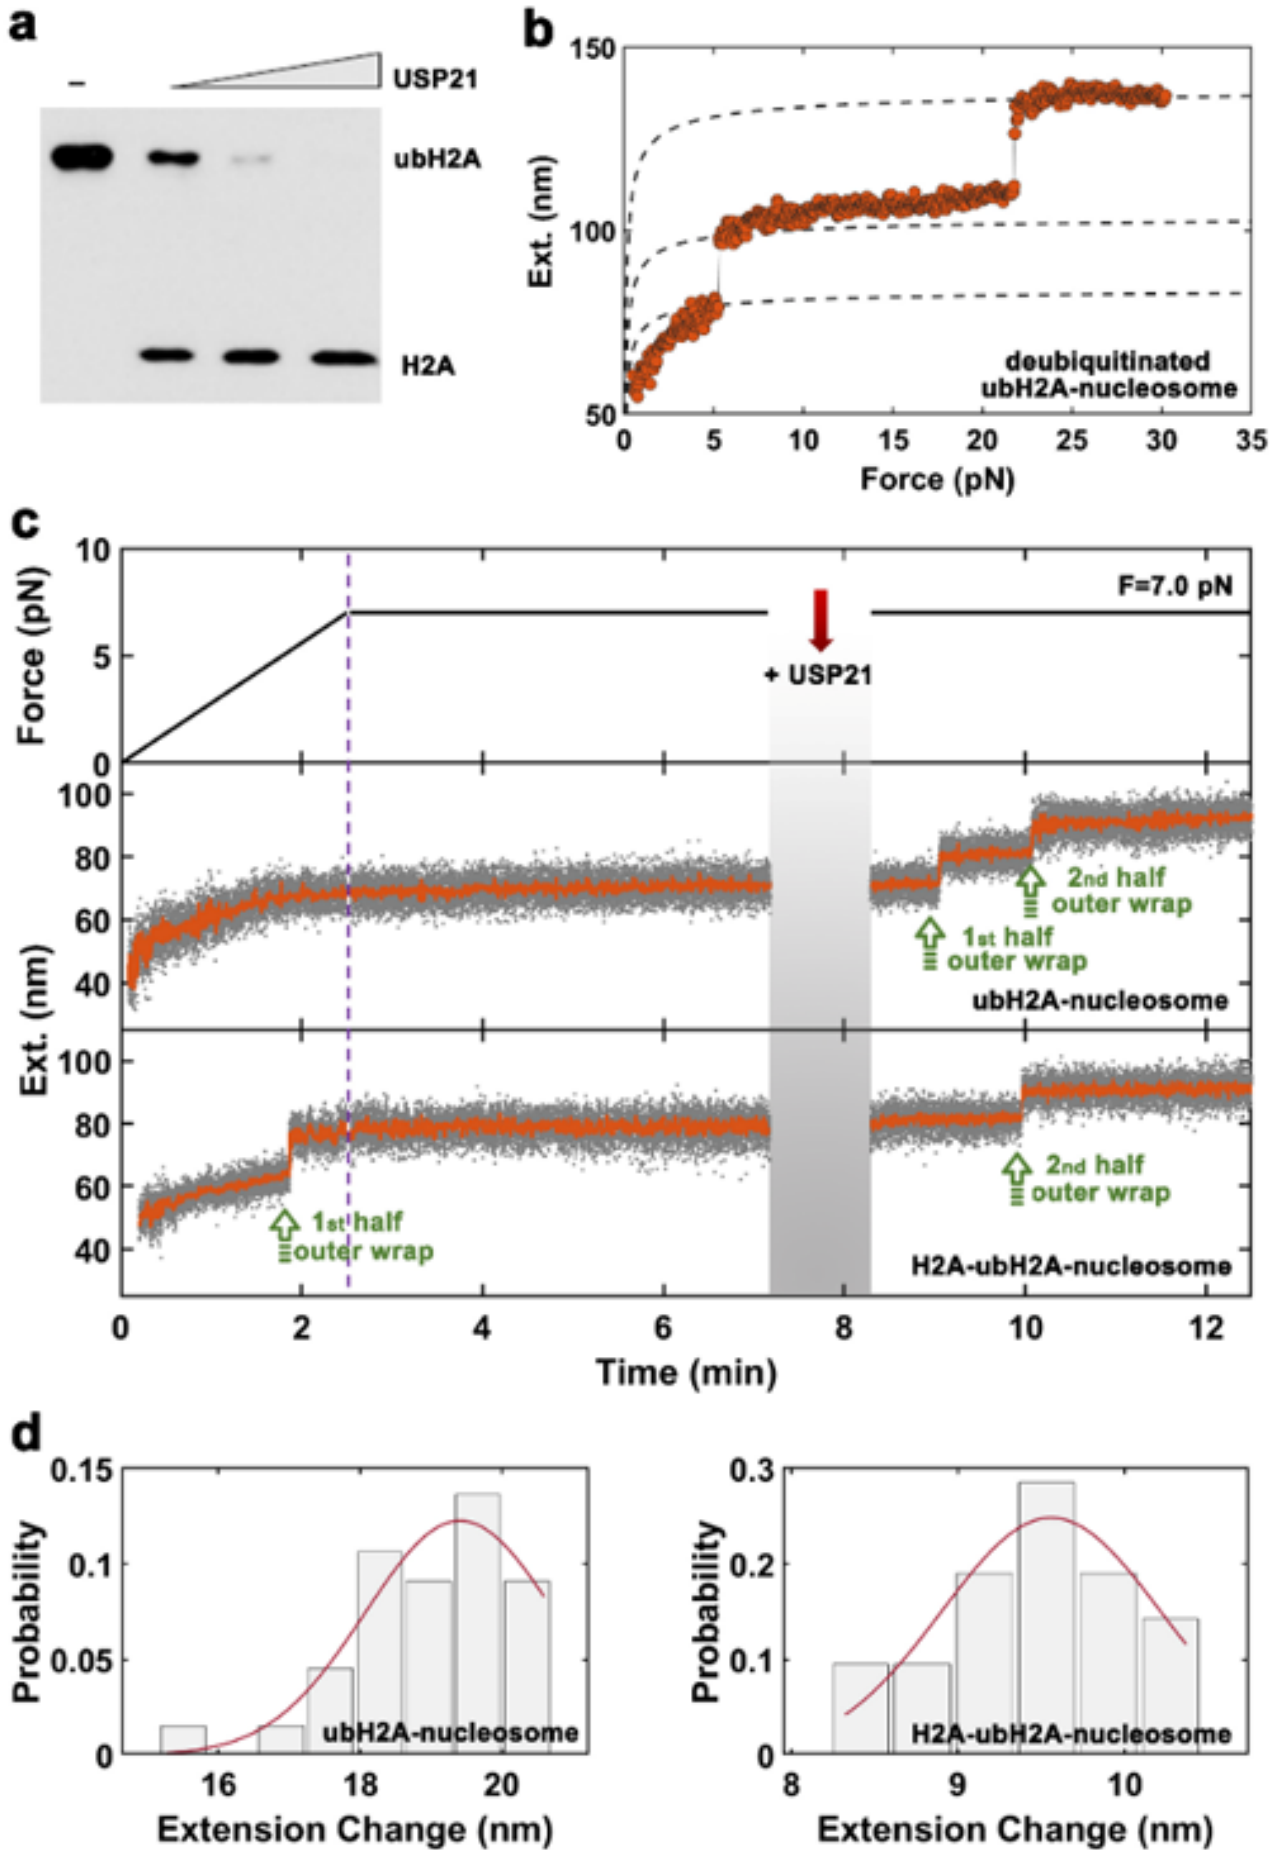 a
–
USP21
ubH2A
H2A
b
150
100
50
Ext. (nm)
deubiquitinated
ubH2A-nucleosome
0 5 10 15 20 25 30 35
Force (pN)
c
10
5
0
Force (pN)
F=7.0 pN
+ USP21
100
80
60
40
Ext. (nm)
2nd half
outer wrap
1st half
outer wrap
ubH2A-nucleosome
100
80
60
40
2nd half
outer wrap
1st half
outer wrap
H2A-ubH2A-nucleosome
0 2 4 6 8 10 12
Time (min)
d
0.15
0.1
0.05
0
Probability
ubH2A-nucleosome
16 18 20
Extension Change (nm)
0.3
0.2
0.1
0
Probability
H2A-ubH2A-nucleosome
8 9 10
Extension Change (nm)